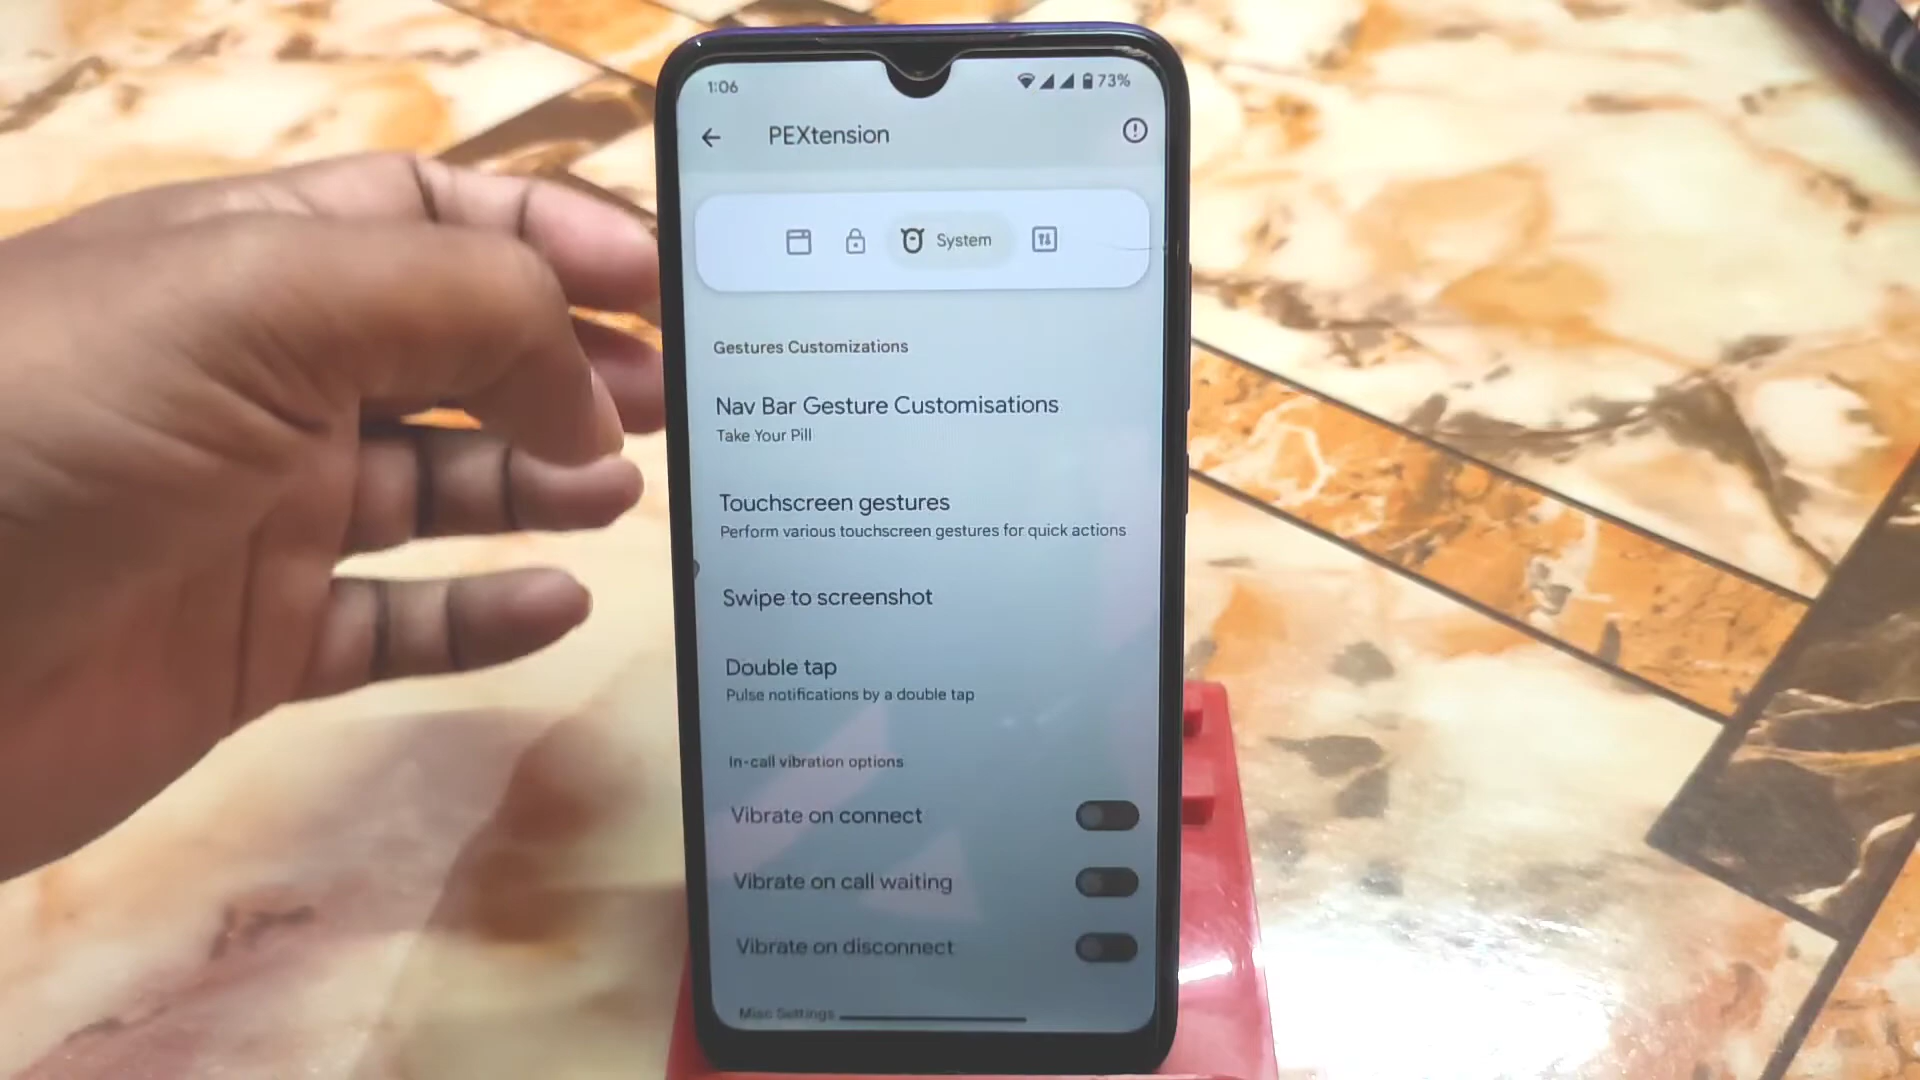 1:06
73%
PEXtension
System
Gestures Customizations
Nav Bar Gesture Customisations
Take Your Pill
Touchscreen gestures
Perform various touchscreen gestures for quick actions
Swipe to screenshot
Double tap
Pulse notifications by a double tap
In-call vibration options
Vibrate on connect
Vibrate on call waiting
Vibrate on disconnect
Misc Settings